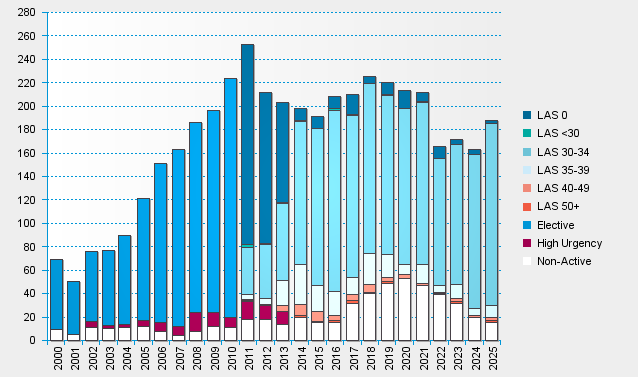 280
260
240
220
200
180
160
140
120
100
80
60
40
20
0
2000 2001 2002 2003 2004 2005 2006 2007 2008 2009 2010 2011 2012 2013 2014 2015 2016 2017 2018 2019 2020 2021 2022 2023 2024 2025
LAS 0
LAS <30
LAS 30-34
LAS 35-39
LAS 40-49
LAS 50+
Elective
High Urgency
Non-Active